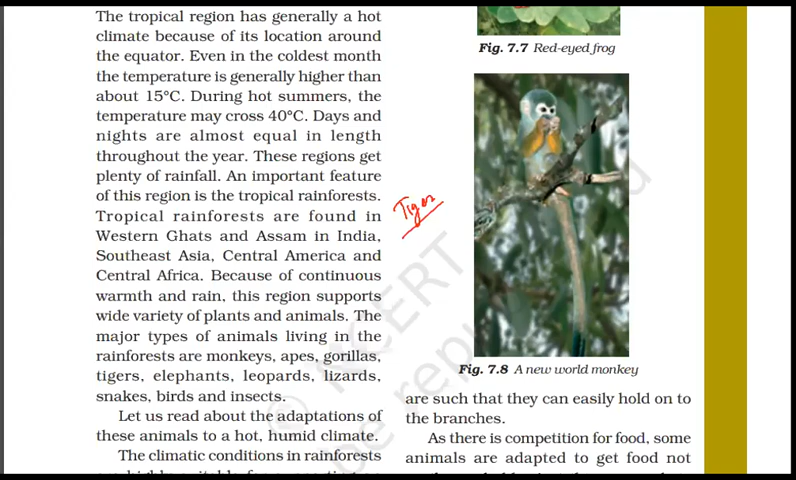 The tropical region has generally a hot
climate because of its location around
the equator. Even in the coldest month
the temperature is generally higher than
about 15°C. During hot summers, the
temperature may cross 40°C. Days and
nights are almost equal in length
throughout the year. These regions get
plenty of rainfall. An important feature
of this region is the tropical rainforests.
Tropical rainforests are found in
Western Ghats and Assam in India,
Southeast Asia, Central America and
Central Africa. Because of continuous
warmth and rain, this region supports
wide variety of plants and animals. The
major types of animals living in the
rainforests are monkeys, apes, gorillas,
tigers, elephants, leopards, lizards,
snakes, birds and insects.
Let us read about the adaptations of
these animals to a hot, humid climate.
The climatic conditions in rainforests
Tiger
Fig. 7.7 Red-eyed frog
Fig. 7.8 A new world monkey
are such that they can easily hold on to
the branches.
As there is competition for food, some
animals are adapted to get food not
© NCERT
be rep